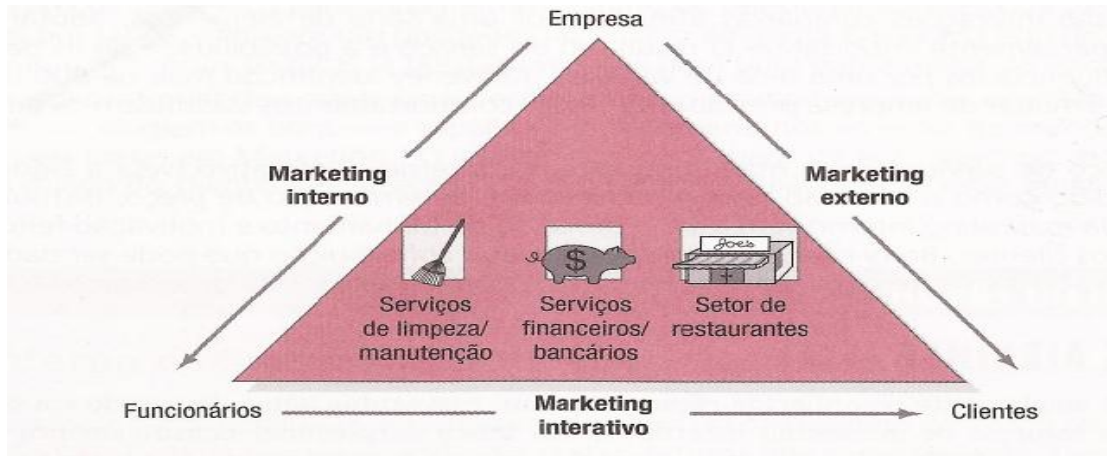 Empresa
Marketing
interno
Marketing
externo
Joes
$
Serviços
de limpeza/
manutenção
Serviços
financeiros/
bancários
Setor de
restaurantes
Funcionários
Marketing
interativo
Clientes